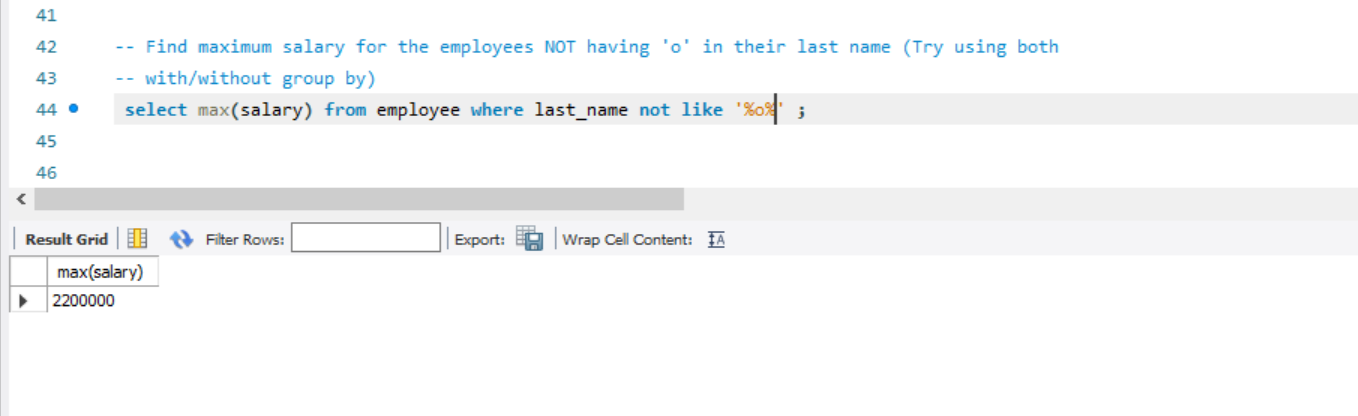 41
42 -- Find maximum salary for the employees NOT having 'o' in their last name (Try using both
43 -- with/without group by)
44 select max(salary) from employee where last_name not like '%o%' ;
45
46
Result Grid Filter Rows: Export: Wrap Cell Content: IA
max(salary)
2200000